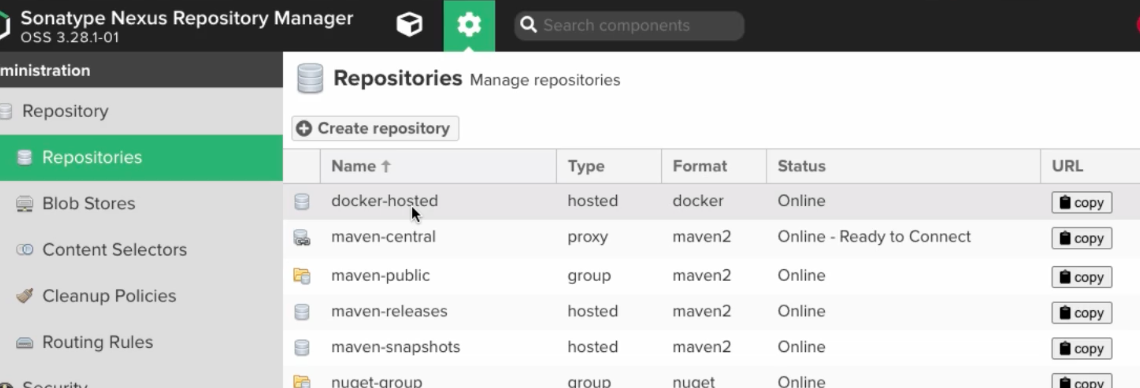 Sonatype Nexus Repository Manager
OSS 3.28.1-01
Search components
ministration
Repository
Repositories
Blob Stores
Content Selectors
Cleanup Policies
Routing Rules
Security
Repositories Manage repositories
Create repository
Name Type Format Status URL
docker-hosted hosted docker Online copy
maven-central proxy maven2 Online - Ready to Connect copy
maven-public group maven2 Online copy
maven-releases hosted maven2 Online copy
maven-snapshots hosted maven2 Online copy
nuget-group group nuget Online copy